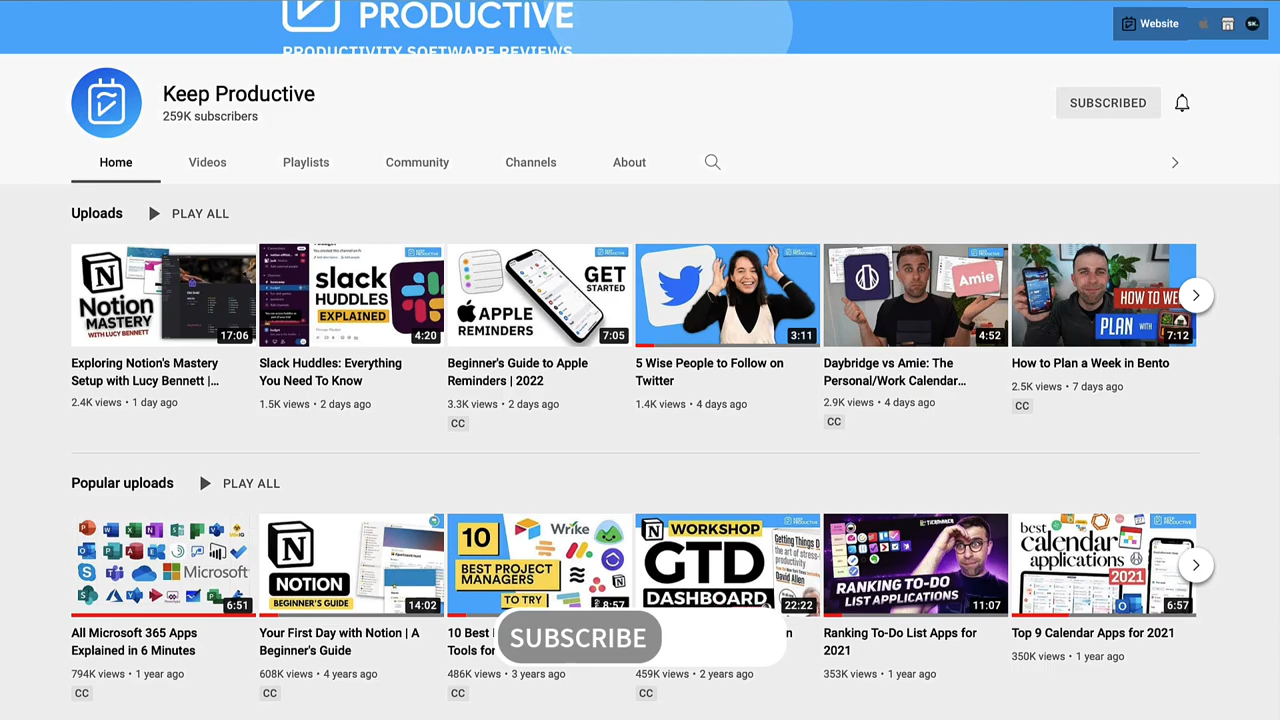 PRODUCTIVE
PRODUCTIVITY SOFTWARE REVIEWS
Website
SK.
Keep Productive
259K subscribers
SUBSCRIBED
Home
Videos
Playlists
Community
Channels
About
Uploads
PLAY ALL
Notion
MASTERY
WITH LUCY BENNETT
17:06
slack
HUDDLES
EXPLAINED
4:20
GET
STARTED
APPLE
REMINDERS
7:05
3:11
Amie
4:52
HOW TO WE
PLAN WITH
7:12
Exploring Notion's Mastery
Setup with Lucy Bennett |...
2.4K views • 1 day ago
Slack Huddles: Everything
You Need To Know
1.5K views • 2 days ago
Beginner's Guide to Apple
Reminders | 2022
3.3K views • 2 days ago
CC
5 Wise People to Follow on
Twitter
1.4K views • 4 days ago
Daybridge vs Amie: The
Personal/Work Calendar...
2.9K views • 4 days ago
CC
How to Plan a Week in Bento
2.5K views • 7 days ago
CC
Popular uploads
PLAY ALL
Microsoft
6:51
NOTION
BEGINNER'S GUIDE
14:02
10
Wrike
BEST PROJECT
MANAGERS
TO TRY
8:57
WORKSHOP
GTD
DASHBOARD
Getting Things D
the art of
David Allen
22:22
RANKING TO-DO
LIST APPLICATIONS
11:07
best
calendar
applications
2021
6:57
All Microsoft 365 Apps
Explained in 6 Minutes
794K views • 1 year ago
CC
Your First Day with Notion | A
Beginner's Guide
608K views • 4 years ago
CC
10 Best
Tools for
486K views • 3 years ago
CC
SUBSCRIBE
459K views • 2 years ago
CC
Ranking To-Do List Apps for
2021
353K views • 1 year ago
Top 9 Calendar Apps for 2021
350K views • 1 year ago